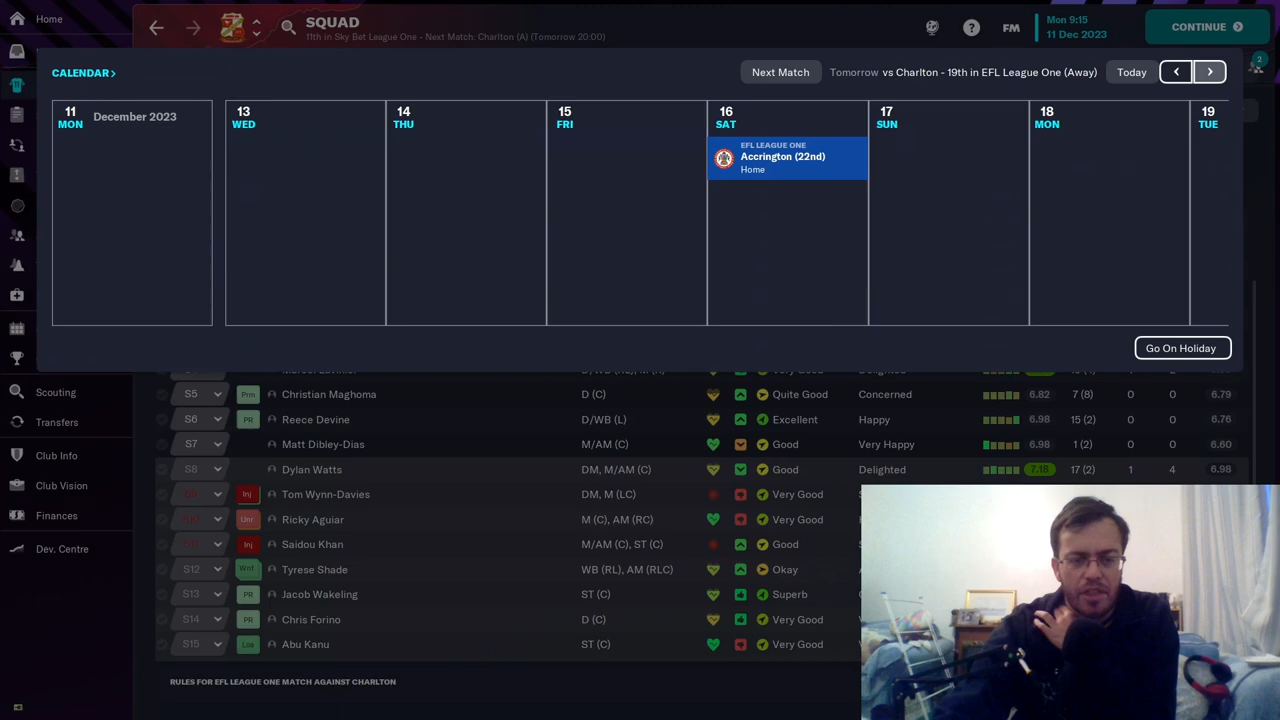 Home
SQUAD
11th in Sky Bet League One - Next Match: Charlton (A) (Tomorrow 20:00)
FM
Mon 9:15
11 Dec 2023
CONTINUE
2
CALENDAR
Next Match
Tomorrow vs Charlton - 19th in EFL League One (Away)
Today
11
MON
December 2023
13
WED
14
THU
15
FRI
16
SAT
17
SUN
18
MON
19
TUE
EFL LEAGUE ONE
Accrington (22nd)
Home
Go On Holiday
S5 Prm Christian Maghoma D (C) Quite Good Concerned 6.82 7 (8) 0 0 6.79
S6 PR Reece Devine D/WB (L) Excellent Happy 6.98 15 (2) 0 0 6.76
S7 Matt Dibley-Dias M/AM (C) Good Very Happy 6.98 1 (2) 0 0 6.60
S8 Dylan Watts DM, M/AM (C) Good Delighted 7.18 17 (2) 1 4 6.98
Inj Tom Wynn-Davies DM, M (LC) Very Good
Unr Ricky Aguiar M (C), AM (RC) Very Good
Inj Saidou Khan M/AM (C), ST (C) Good
S12 Wnt Tyrese Shade WB (RL), AM (RLC) Okay
S13 PR Jacob Wakeling ST (C) Superb
S14 PR Chris Forino D (C) Very Good
S15 Loa Abu Kanu ST (C) Very Good
RULES FOR EFL LEAGUE ONE MATCH AGAINST CHARLTON
Scouting
Transfers
Club Info
Club Vision
Finances
Dev. Centre